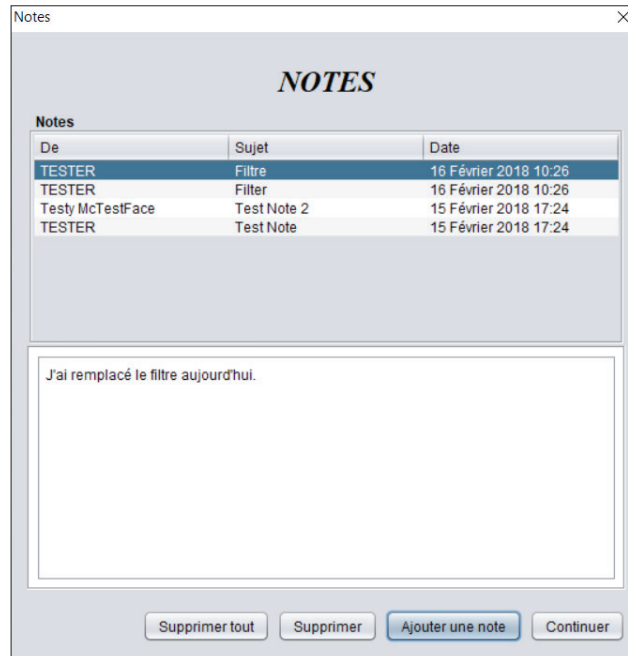 Notes
NOTES
Notes
De Sujet Date
TESTER Filtre 16 Février 2018 10:26
TESTER Filter 16 Février 2018 10:26
Testy McTestFace Test Note 2 15 Février 2018 17:24
TESTER Test Note 15 Février 2018 17:24
J'ai remplacé le filtre aujourd'hui.
Supprimer tout Supprimer Ajouter une note Continuer